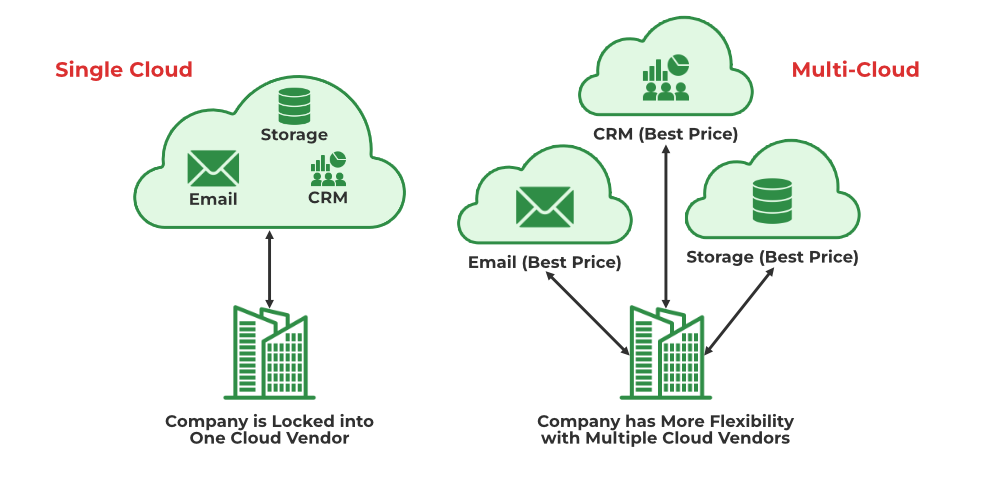 Single Cloud
Storage
Email
CRM
Company is Locked into
One Cloud Vendor
Multi-Cloud
CRM (Best Price)
Email (Best Price)
Storage (Best Price)
Company has More Flexibility
with Multiple Cloud Vendors